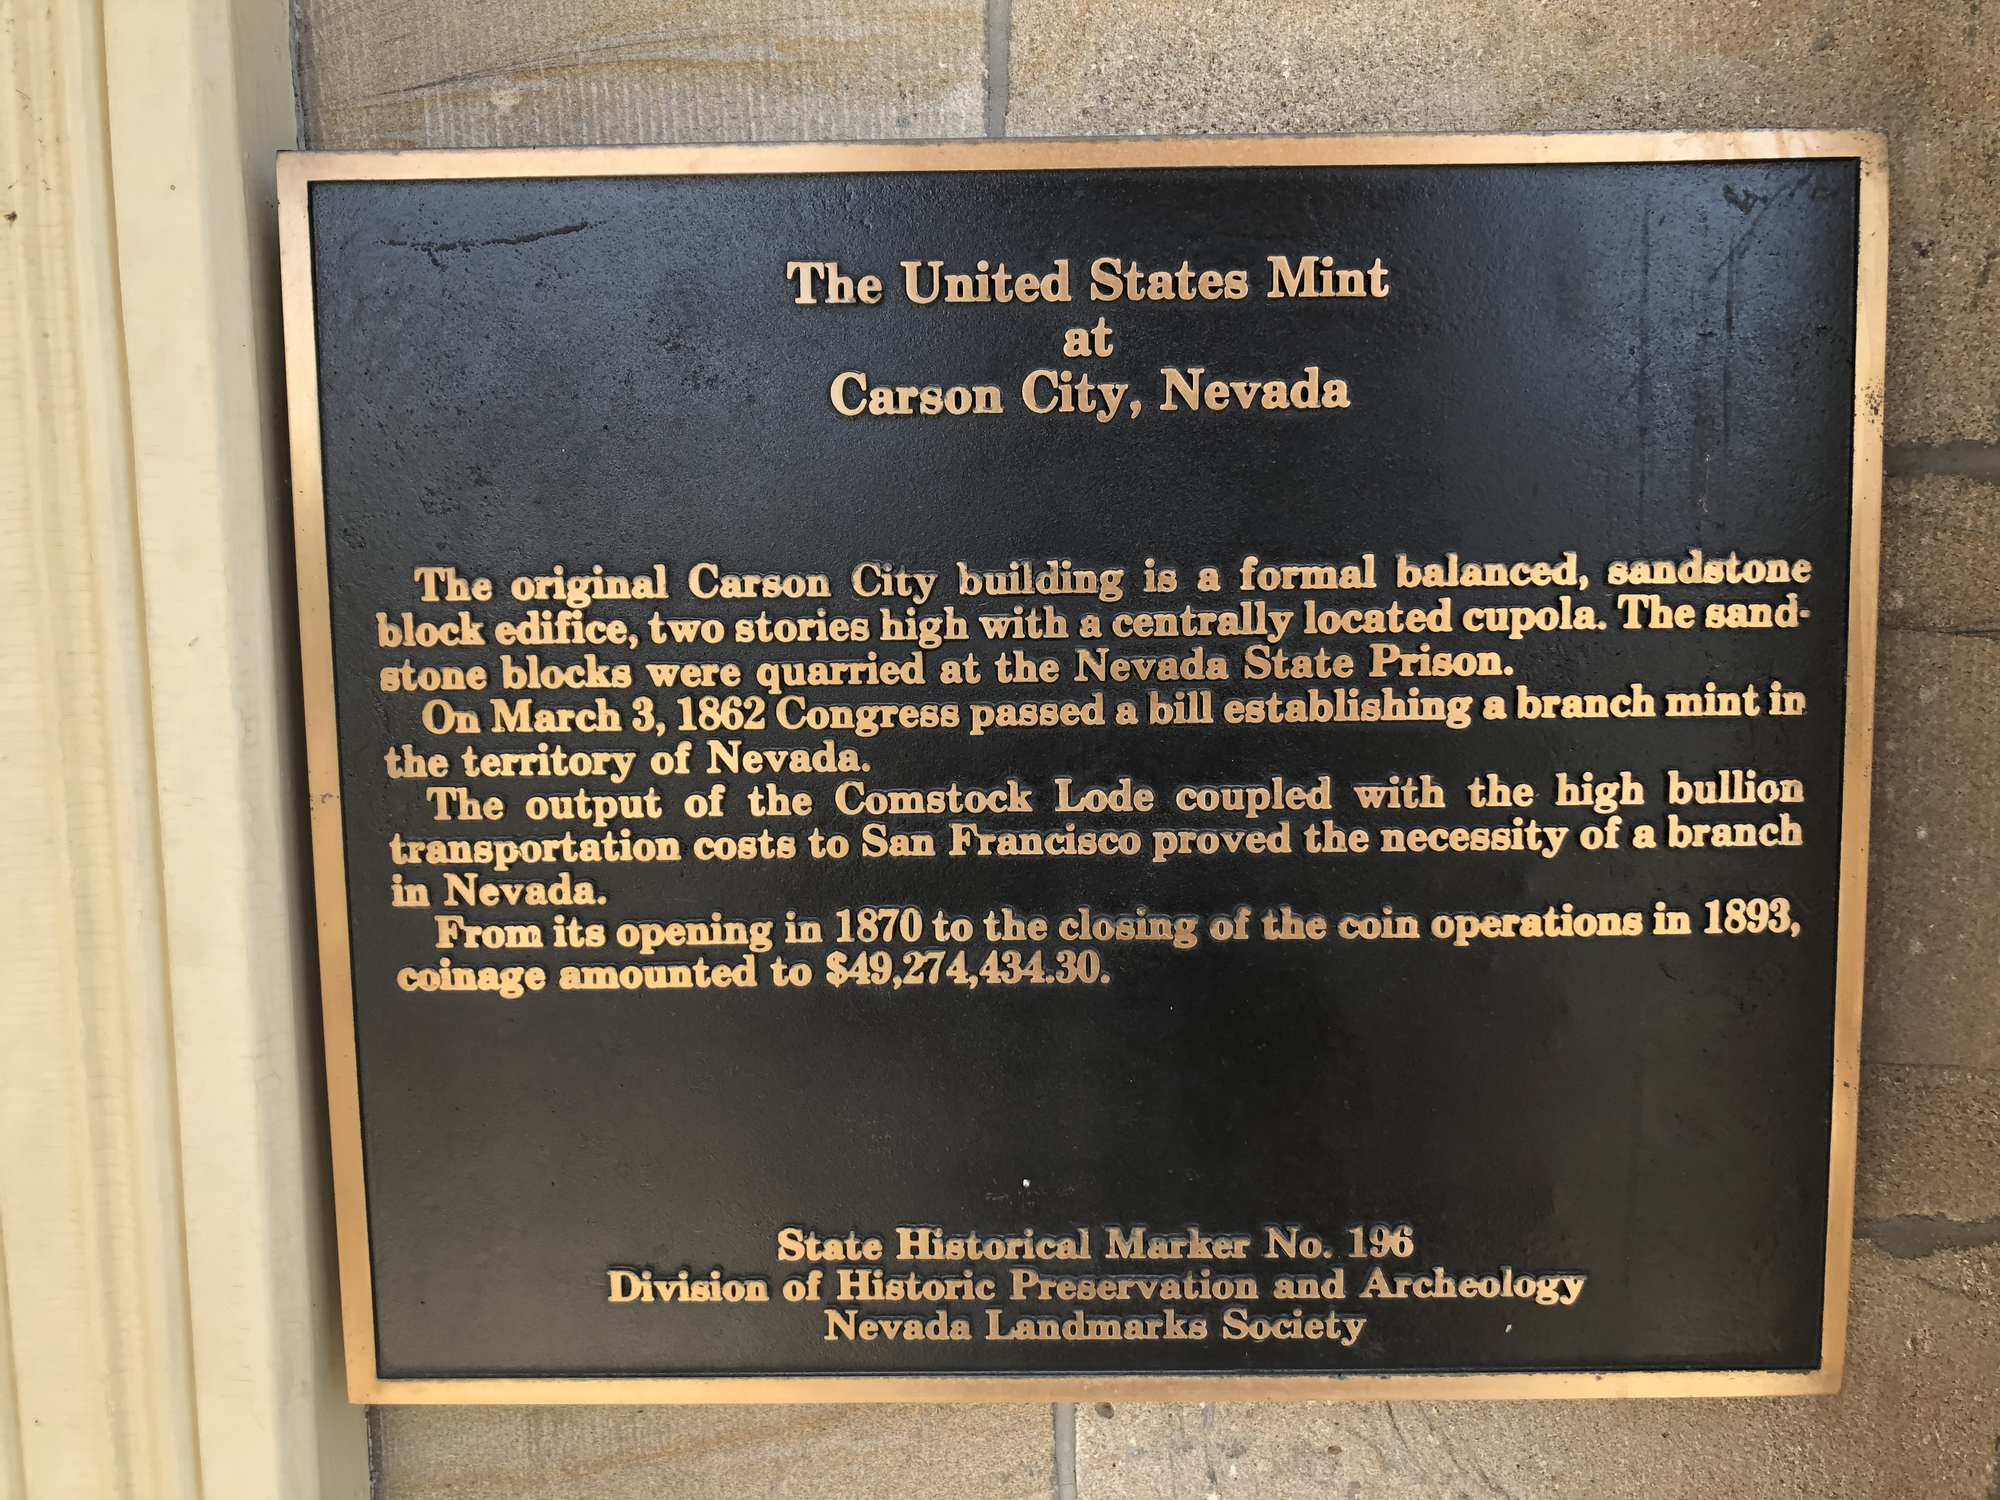 The United States Mint
at
Carson City, Nevada
The original Carson City building is a formal balanced, sandstone
block edifice, two stories high with a centrally located cupola. The sand-
stone blocks were quarried at the Nevada State Prison.
On March 3, 1862 Congress passed a bill establishing a branch mint in
the territory of Nevada.
The output of the Comstock Lode coupled with the high bullion
transportation costs to San Francisco proved the necessity of a branch
in Nevada.
From its opening in 1870 to the closing of the coin operations in 1893,
coinage amounted to $49,274,434.30.
State Historical Marker No. 196
Division of Historic Preservation and Archeology
Nevada Landmarks Society